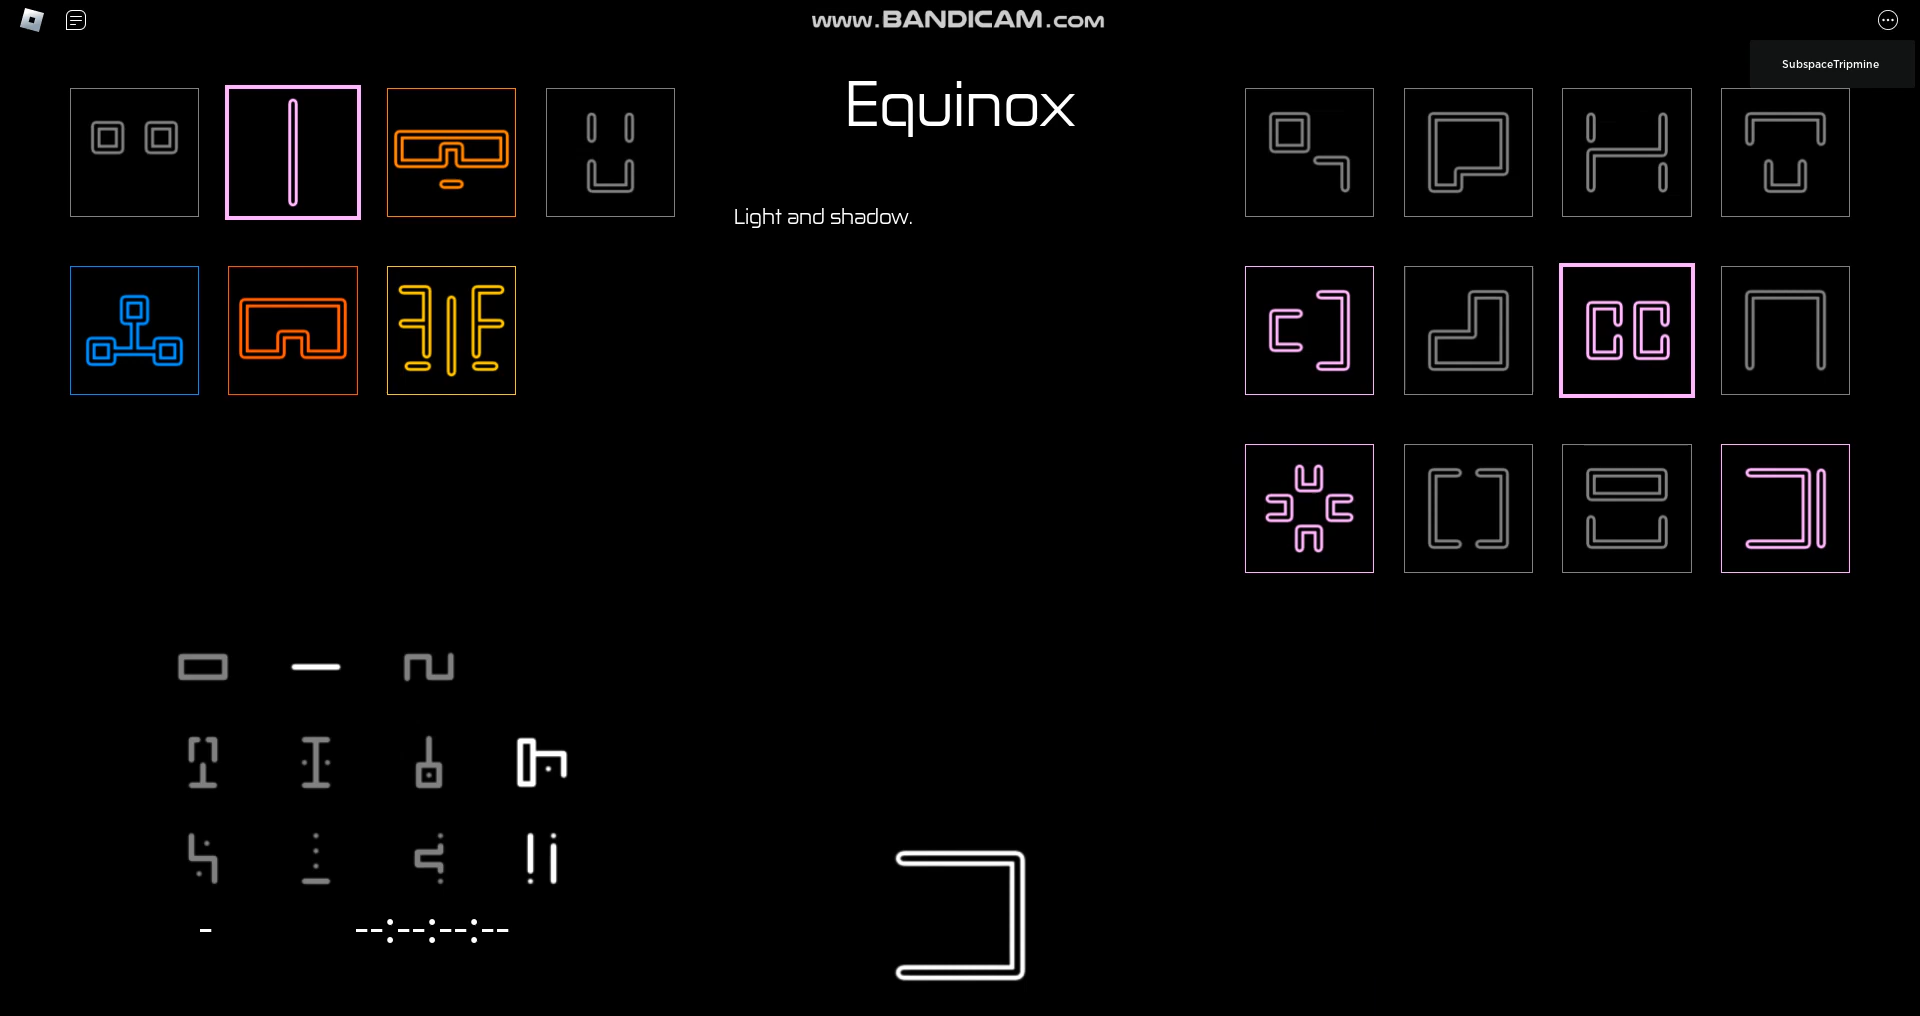 www.BANDICAM.com
SubspaceTripmine
Equinox
Light and shadow.
- --:--:--:--